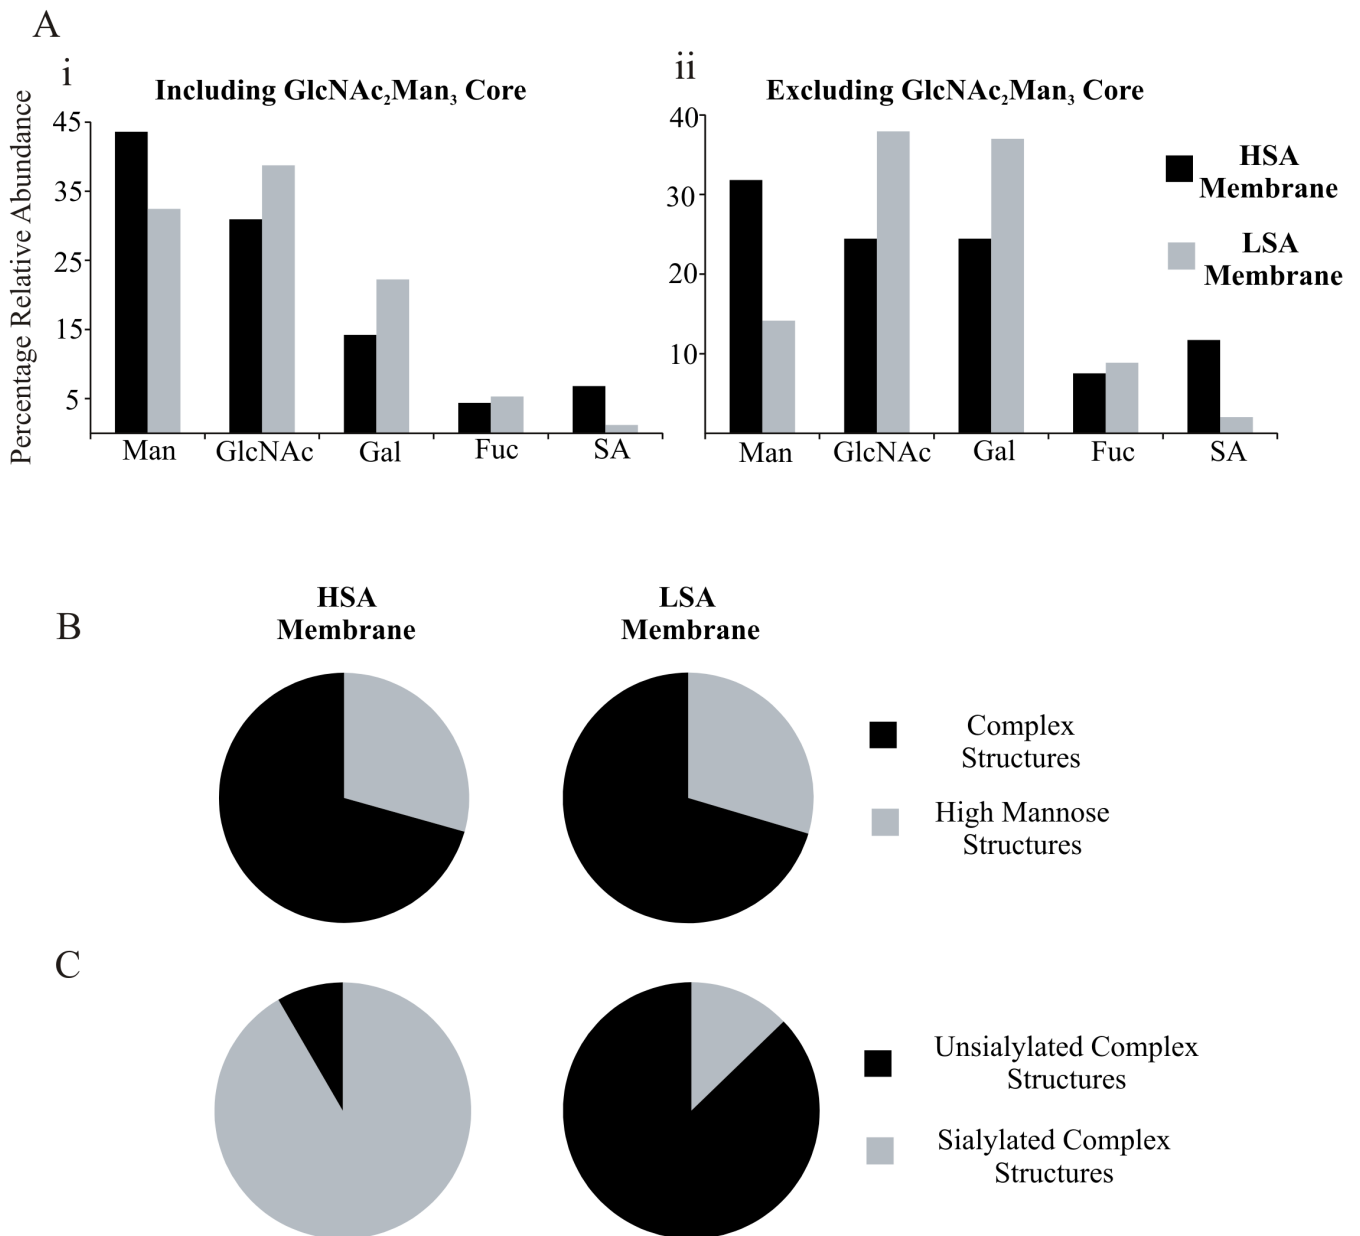 A
i
ii
Including GlcNAc₂Man₃ Core
Excluding GlcNAc₂Man₃ Core
Percentage Relative Abundance
45
35
25
15
5
Man GlcNAc Gal Fuc SA
40
30
20
10
Man GlcNAc Gal Fuc SA
HSA
Membrane
LSA
Membrane
B
HSA
Membrane
LSA
Membrane
Complex
Structures
High Mannose
Structures
C
Unsialylated Complex
Structures
Sialylated Complex
Structures